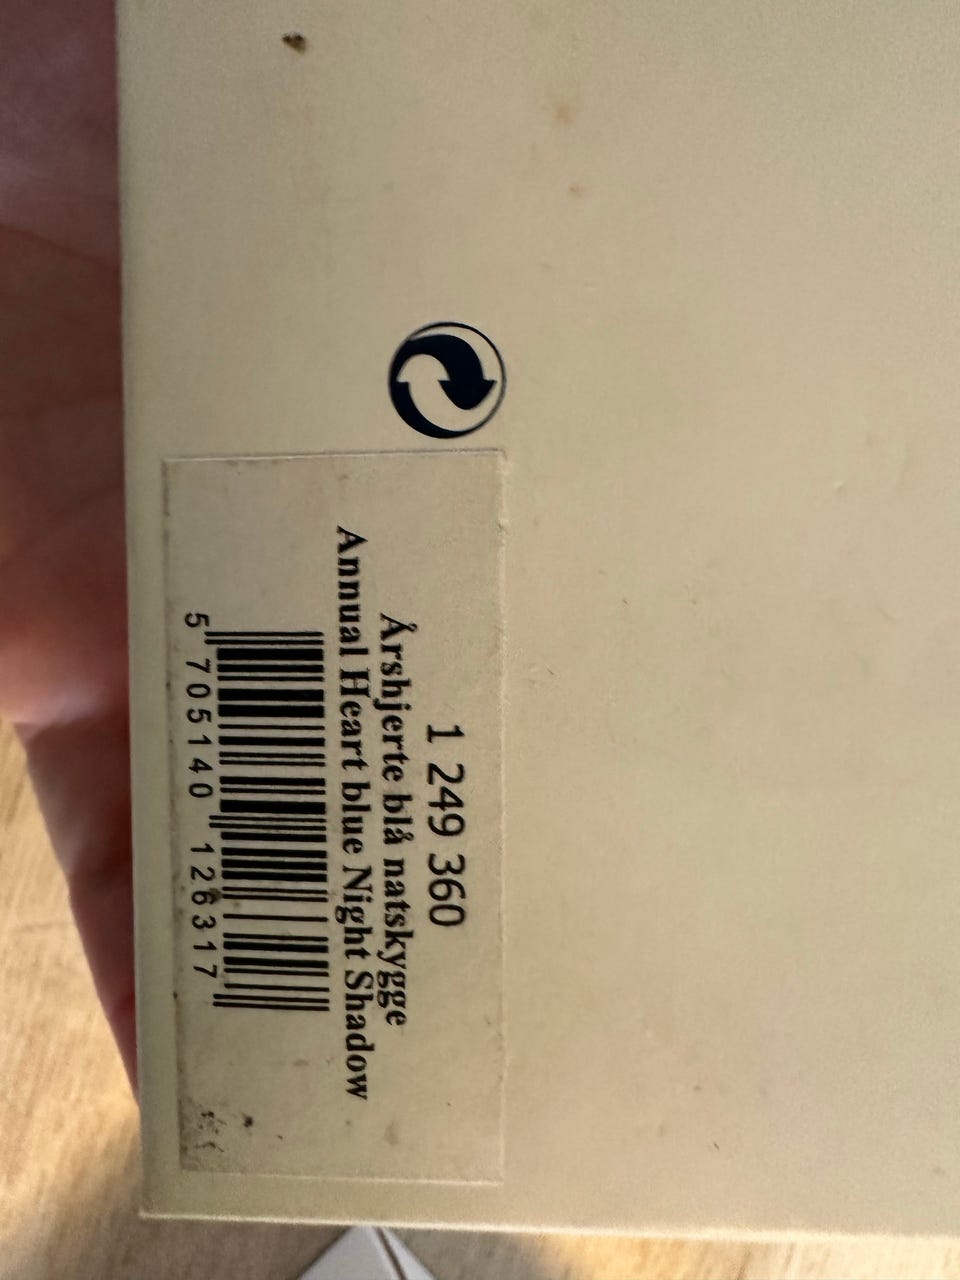 1 249 360
Årshjerte blå natskygge
Annual Heart blue Night Shadow
5 705140 126317